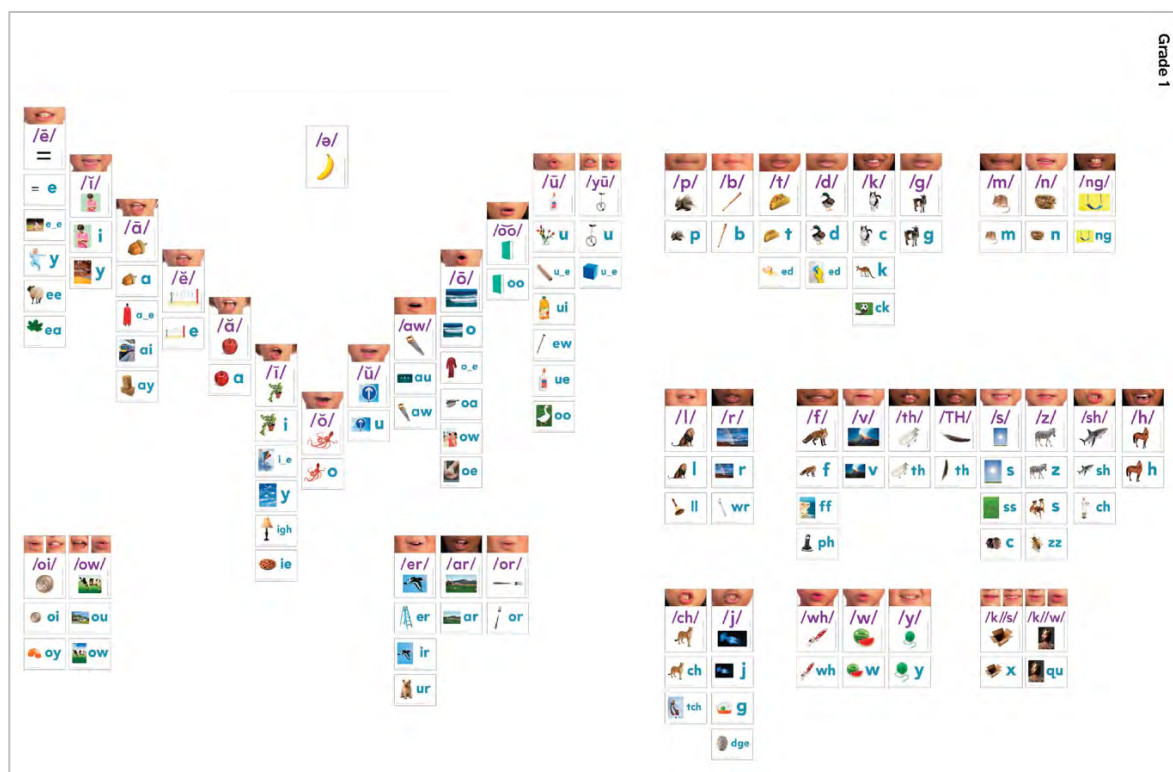 Grade 1
/ē/
=
= e
e_e
y
ee
ea
/ĭ/
i
y
/ā/
a
a_e
ai
ay
/ĕ/
e
/ă/
a
/ī/
i
i_e
y
igh
ie
/ŏ/
o
/ə/
/ŭ/
u
/aw/
au
aw
/ō/
o
o_e
oa
ow
oe
/o͝o/
oo
/ū/
u
u_e
ui
ew
ue
oo
/yū/
u
u_e
/oi/
oi
oy
/ow/
ou
ow
/er/
er
ir
ur
/ar/
ar
/or/
or
/p/
p
/b/
b
/t/
t
ed
/d/
d
ed
/k/
c
k
ck
/g/
g
/m/
m
/n/
n
/ng/
ng
/l/
l
ll
/r/
r
wr
/f/
f
ff
ph
/v/
v
/th/
th
/TH/
th
/s/
s
ss
c
/z/
z
s
zz
/sh/
sh
ch
/h/
h
/ch/
ch
tch
/j/
j
g
dge
/wh/
wh
/w/
w
/y/
y
/k//s/
x
/k//w/
qu